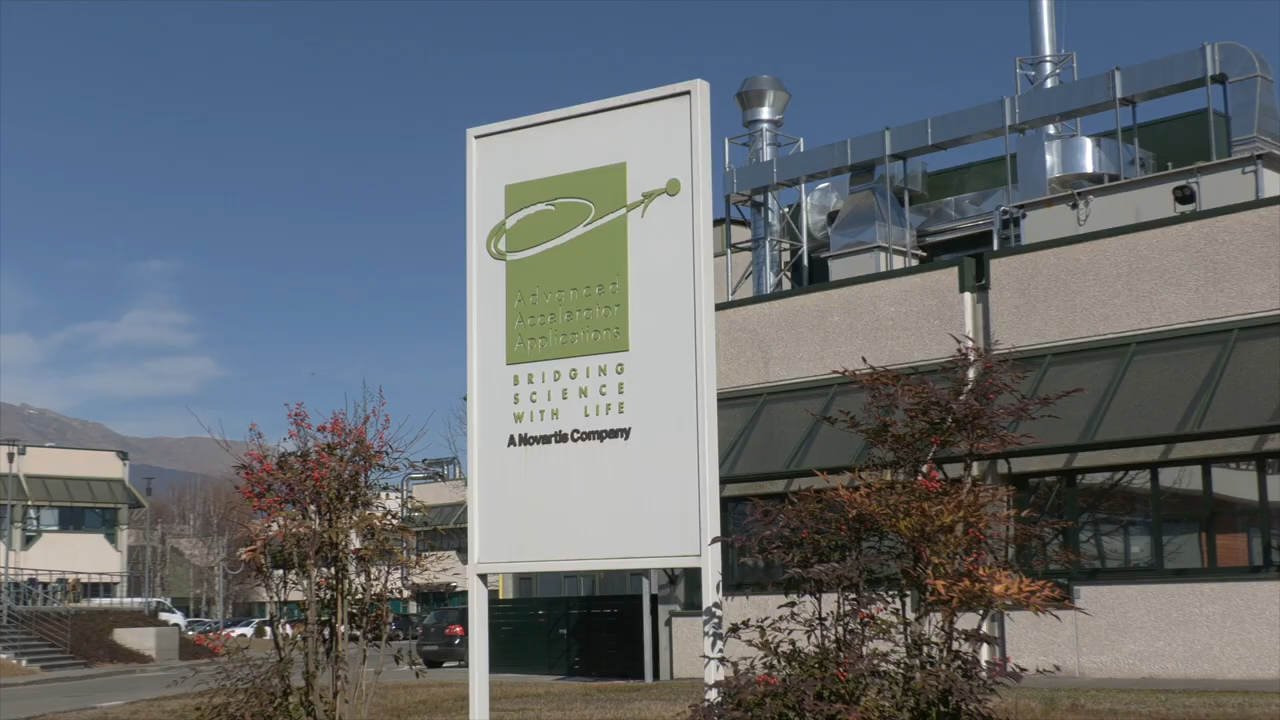 Advanced
Accelerator
Applications
BRIDGING
SCIENCE
WITH LIFE
A Novartis Company